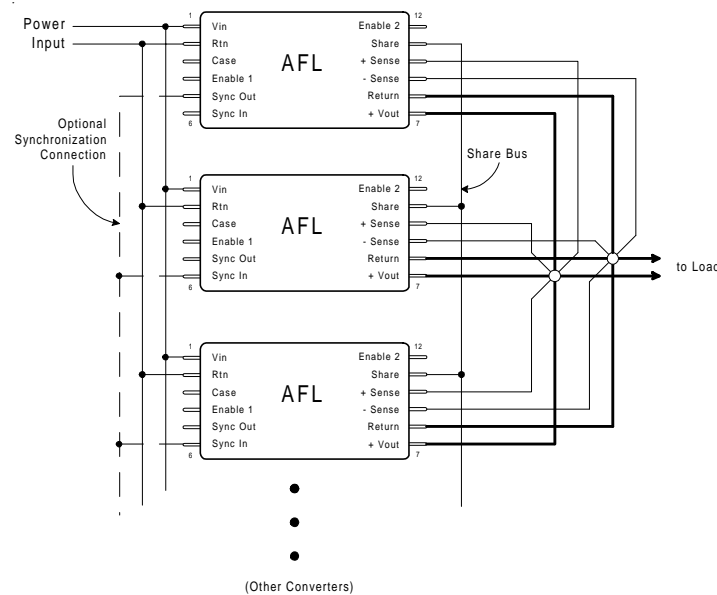 Power
Input
Optional
Synchronization
Connection
1
Vin
Rtn
Case
Enable 1
Sync Out
Sync In
6
AFL
12
Enable 2
Share
+ Sense
- Sense
Return
+ Vout
7
Share Bus
1
Vin
Rtn
Case
Enable 1
Sync Out
Sync In
6
AFL
12
Enable 2
Share
+ Sense
- Sense
Return
+ Vout
7
to Load
1
Vin
Rtn
Case
Enable 1
Sync Out
Sync In
6
AFL
12
Enable 2
Share
+ Sense
- Sense
Return
+ Vout
7
(Other Converters)